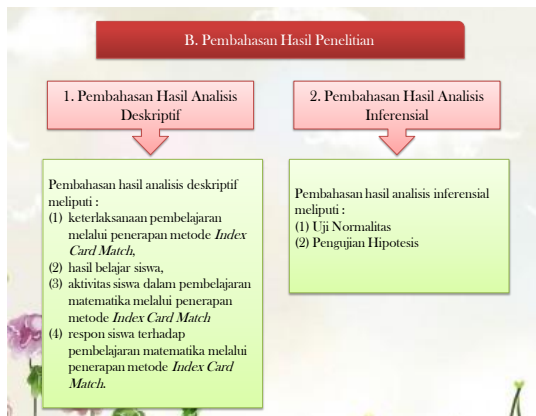 B. Pembahasan Hasil Penelitian
1. Pembahasan Hasil Analisis
Deskriptif
Pembahasan hasil analisis deskriptif
meliputi :
(1) keterlaksanaan pembelajaran
melalui penerapan metode Index
Card Match,
(2) hasil belajar siswa,
(3) aktivitas siswa dalam pembelajaran
matematika melalui penerapan
metode Index Card Match
(4) respon siswa terhadap
pembelajaran matematika melalui
penerapan metode Index Card
Match.
2. Pembahasan Hasil Analisis
Inferensial
Pembahasan hasil analisis inferensial
meliputi :
(1) Uji Normalitas
(2) Pengujian Hipotesis